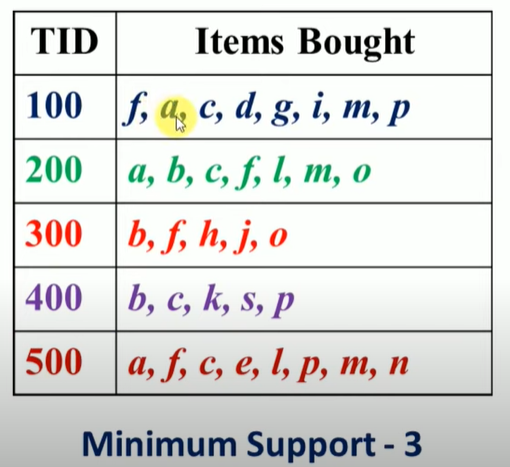 TID Items Bought
100 f, a, c, d, g, i, m, p
200 a, b, c, f, l, m, o
300 b, f, h, j, o
400 b, c, k, s, p
500 a, f, c, e, l, p, m, n
Minimum Support - 3